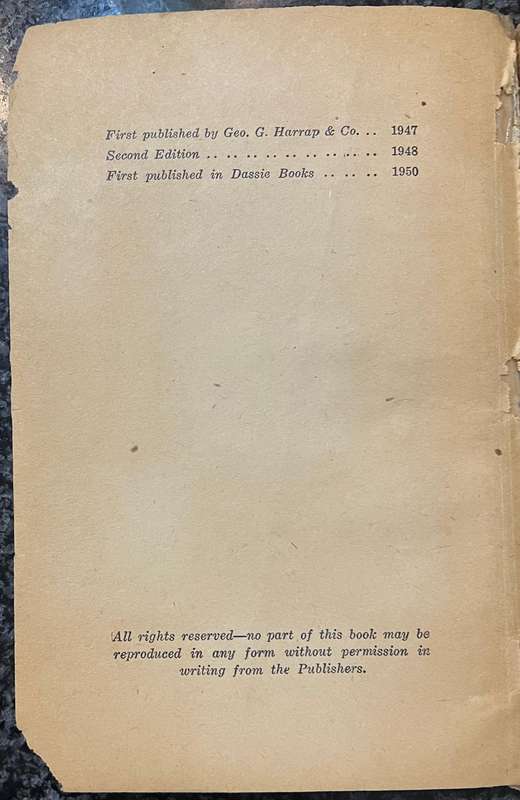 First published by Geo. G. Harrap & Co. .. 1947
Second Edition .. .. .. .. .. .. .. .. .. 1948
First published in Dassie Books .. .. .. 1950
All rights reserved—no part of this book may be
reproduced in any form without permission in
writing from the Publishers.